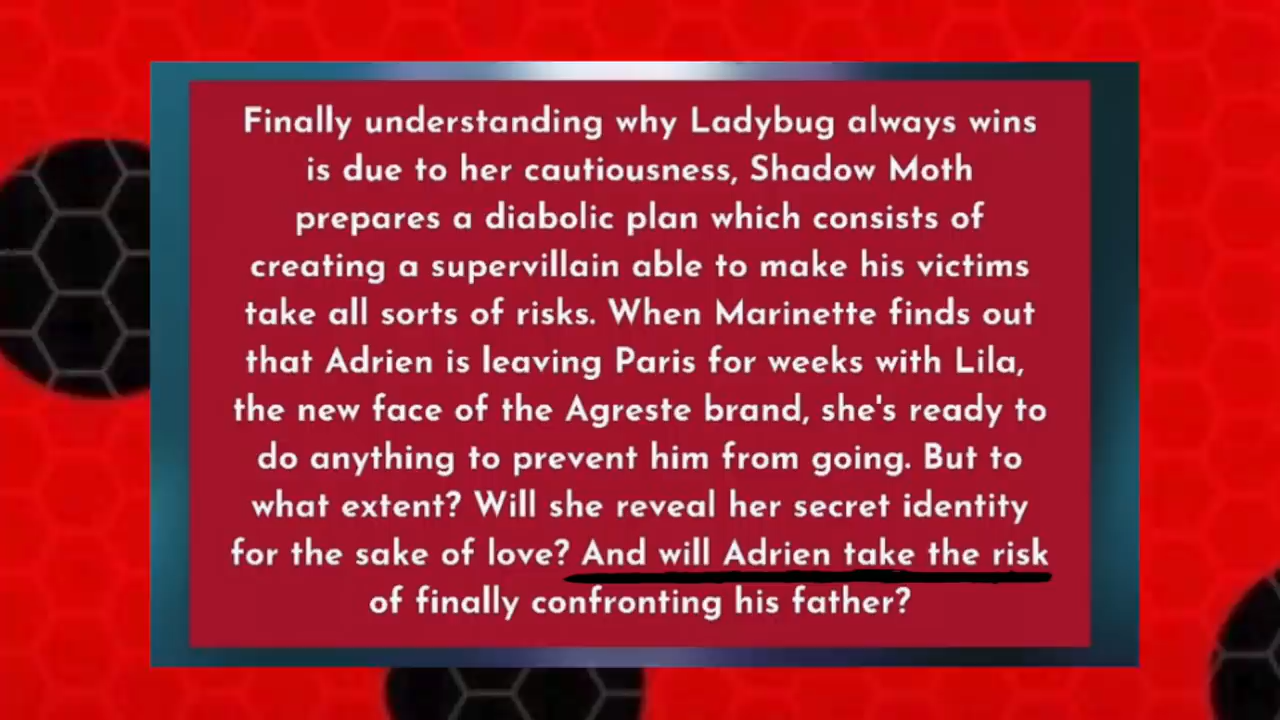 Finally understanding why Ladybug always wins
is due to her cautiousness, Shadow Moth
prepares a diabolic plan which consists of
creating a supervillain able to make his victims
take all sorts of risks. When Marinette finds out
that Adrien is leaving Paris for weeks with Lila,
the new face of the Agreste brand, she's ready to
do anything to prevent him from going. But to
what extent? Will she reveal her secret identity
for the sake of love? And will Adrien take the risk
of finally confronting his father?